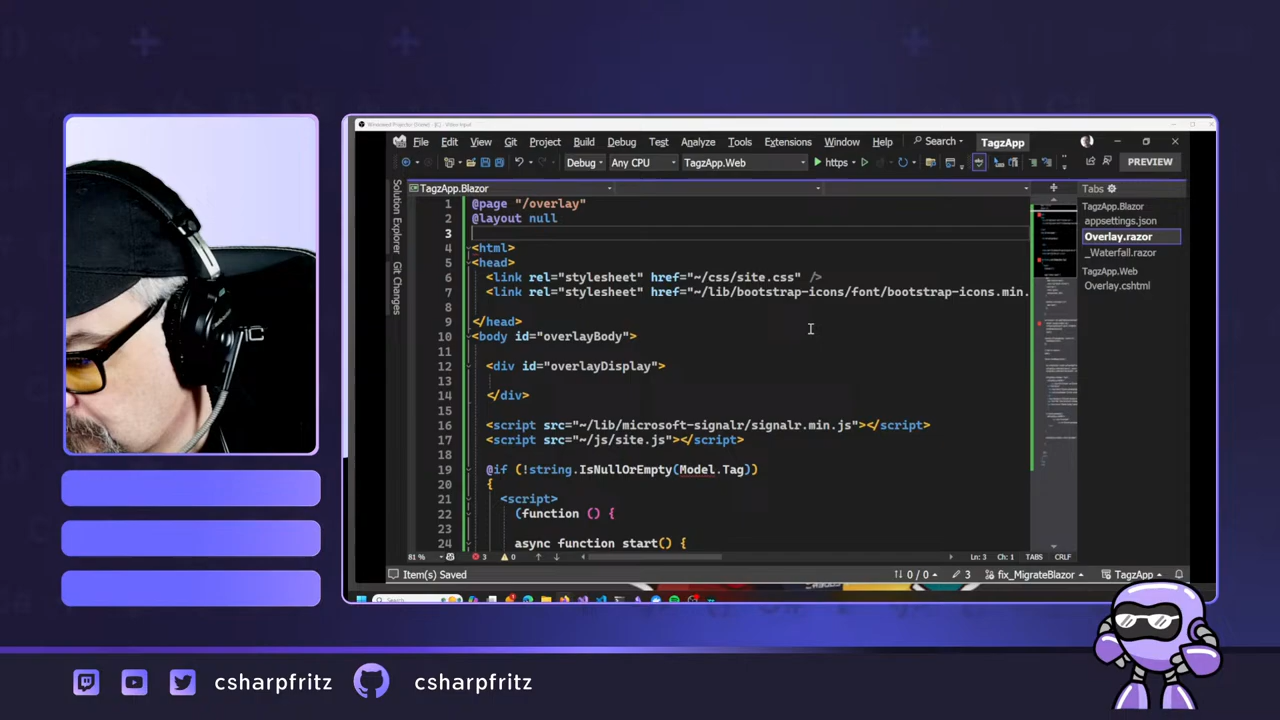 File Edit View Git Project Build Debug Test Analyze Tools Extensions Window Help Search TagzApp
Debug Any CPU TagzApp.Web https PREVIEW
Solution Explorer
Git Changes
TagzApp.Blazor
Tabs
TagzApp.Blazor
appsettings.json
Overlay.razor
_Waterfall.razor
TagzApp.Web
Overlay.cshtml
1 @page "/overlay"
2 @layout null
3
4 <html>
5 <head>
6 <link rel="stylesheet" href="~/css/site.css" />
7 <link rel="stylesheet" href="~/lib/bootstrap-icons/font/bootstrap-icons.min.
8
9 </head>
10 <body id="overlayBody">
11
12 <div id="overlayDisplay">
13
14 </div>
15
16 <script src="~/lib/microsoft-signalr/signalr.min.js"></script>
17 <script src="~/js/site.js"></script>
18
19 @if (!string.IsNullOrEmpty(Model.Tag))
20 {
21 <script>
22 (function () {
23
24 async function start() {
81 % 3 0 Ln: 3 Ch: 1 TABS CRLF
Item(s) Saved 0 / 0 3 fix_MigrateBlazor TagzApp
Search
csharpfritz csharpfritz